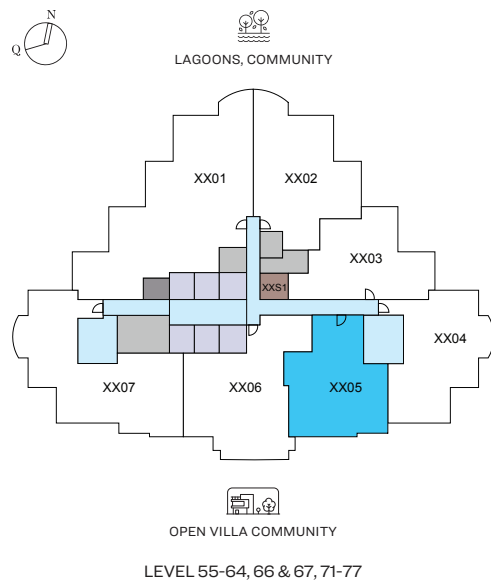 N
Q
LAGOONS, COMMUNITY
XX01
XX02
XX03
XXS1
XX04
XX05
XX06
XX07
OPEN VILLA COMMUNITY
LEVEL 55-64, 66 & 67, 71-77